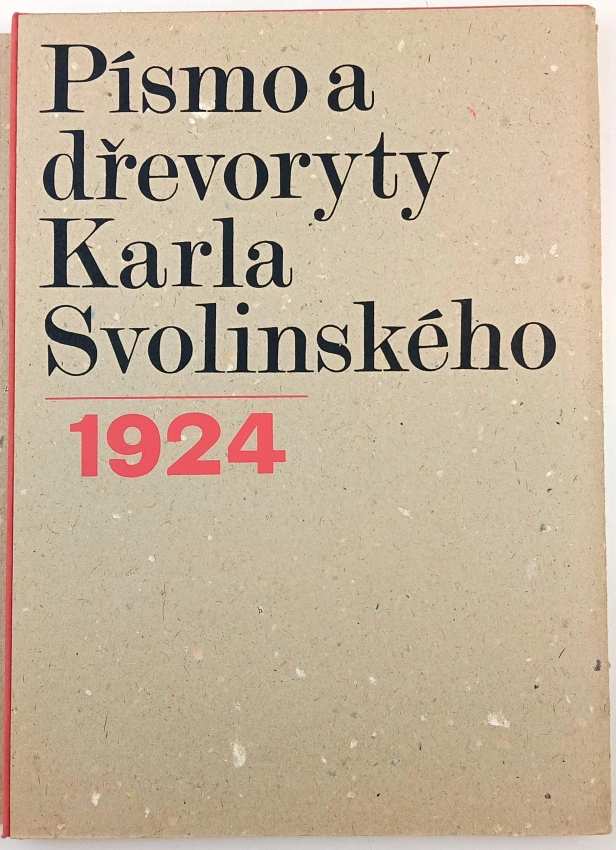 Písmo a
dřevoryty
Karla
Svolinského
1924